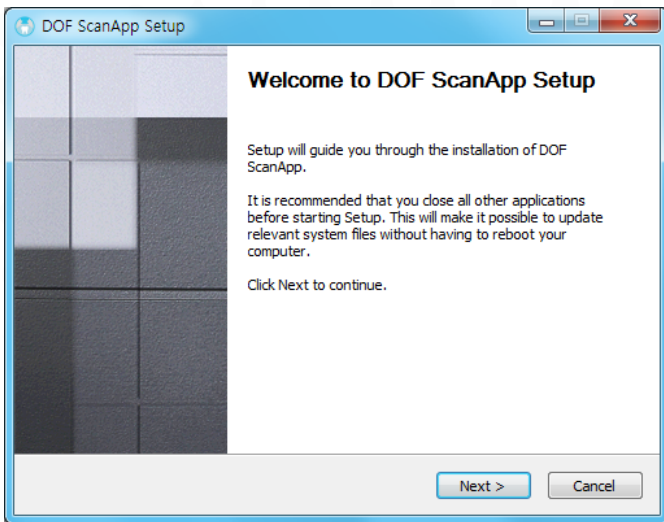 DOF ScanApp Setup
Welcome to DOF ScanApp Setup
Setup will guide you through the installation of DOF
ScanApp.
It is recommended that you close all other applications
before starting Setup. This will make it possible to update
relevant system files without having to reboot your
computer.
Click Next to continue.
Next >
Cancel